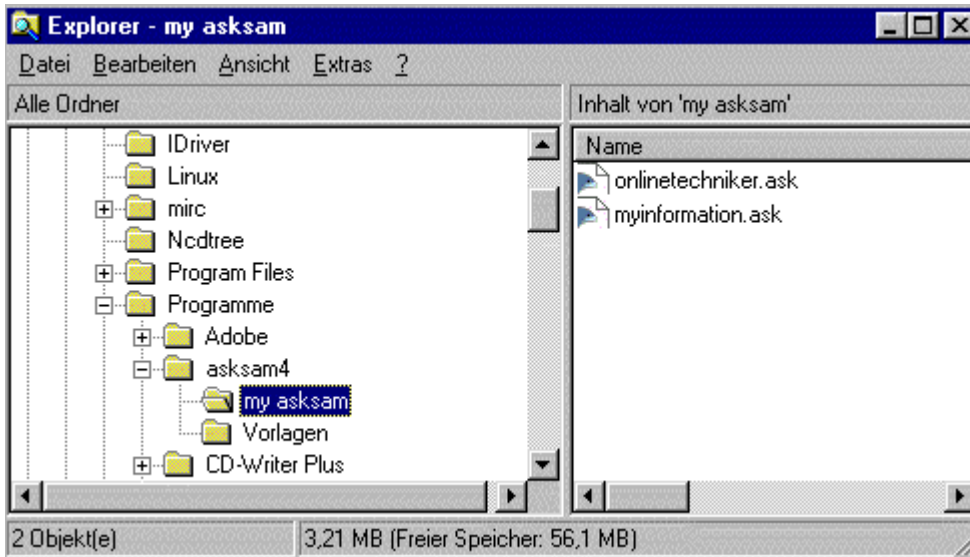 Explorer - my asksam
Datei Bearbeiten Ansicht Extras ?
Alle Ordner
IDriver
Linux
mirc
Ncdtree
Program Files
Programme
Adobe
asksam4
my asksam
Vorlagen
CD-Writer Plus
Inhalt von 'my asksam'
Name
onlinetechniker.ask
myinformation.ask
2 Objekt(e)
3,21 MB (Freier Speicher: 56,1 MB)